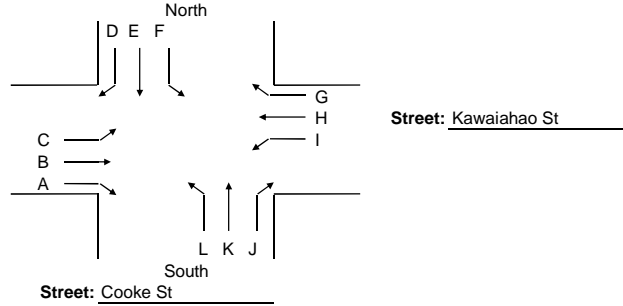 North
D E F
G
H
Street: Kawaiahao St
C
I
B
A
L K J
South
Street: Cooke St